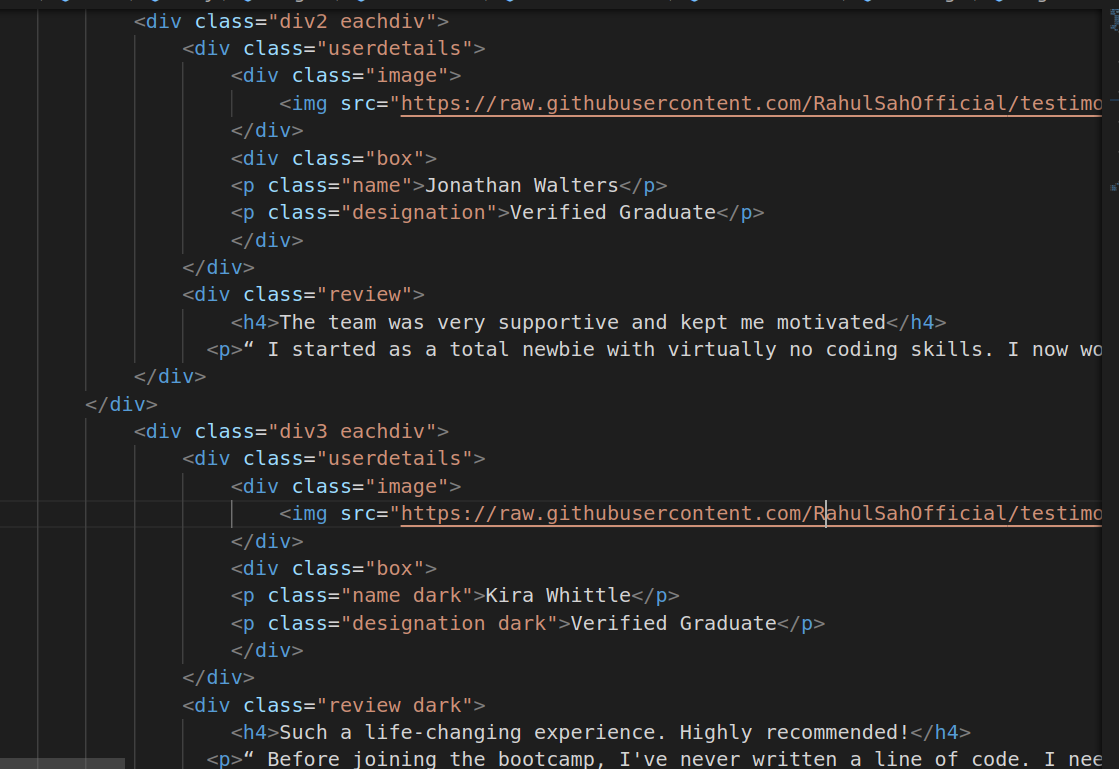 <div class="div2 eachdiv">
<div class="userdetails">
<div class="image">
<img src="https://raw.githubusercontent.com/RahulSahOfficial/testimo
</div>
<div class="box">
<p class="name">Jonathan Walters</p>
<p class="designation">Verified Graduate</p>
</div>
</div>
<div class="review">
<h4>The team was very supportive and kept me motivated</h4>
<p>“ I started as a total newbie with virtually no coding skills. I now wo
</div>
</div>
<div class="div3 eachdiv">
<div class="userdetails">
<div class="image">
<img src="https://raw.githubusercontent.com/RahulSahOfficial/testimo
</div>
<div class="box">
<p class="name dark">Kira Whittle</p>
<p class="designation dark">Verified Graduate</p>
</div>
</div>
<div class="review dark">
<h4>Such a life-changing experience. Highly recommended!</h4>
<p>“ Before joining the bootcamp, I've never written a line of code. I nee